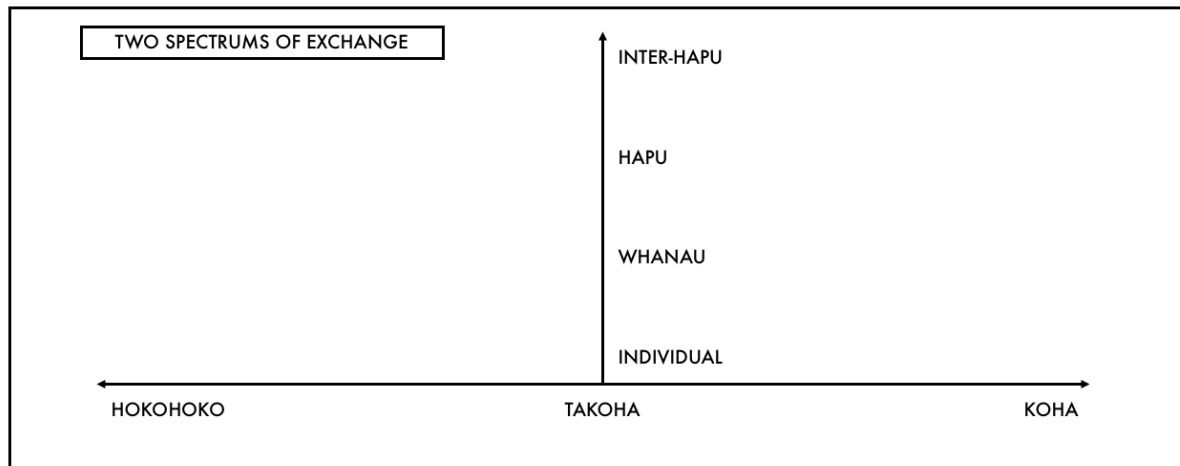 TWO SPECTRUMS OF EXCHANGE
INTER-HAPU
HAPU
WHANAU
INDIVIDUAL
HOKOHOKO
TAKOHA
KOHA